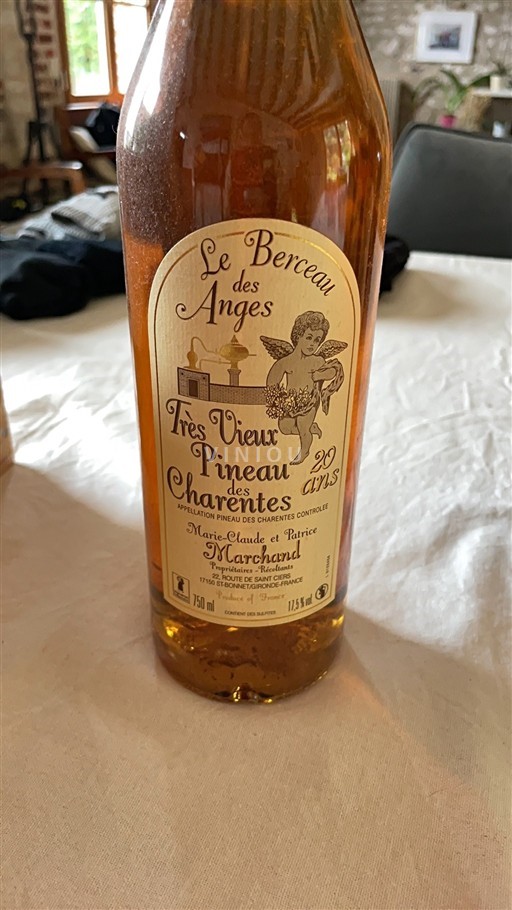 Le Berceau
des
Anges
Très Vieux
VINIOU
Pineau
20
ans
des
Charentes
APPELLATION PINEAU DES CHARENTES CONTROLEE
Marie-Claude et Patrice
Marchand
Propriétaires - Récoltants
22, ROUTE DE SAINT CIERS
17150 ST-BONNET/GIRONDE-FRANCE
Produce of France
750 ml
17,5 % vol
CONTIENT DES SULFITES